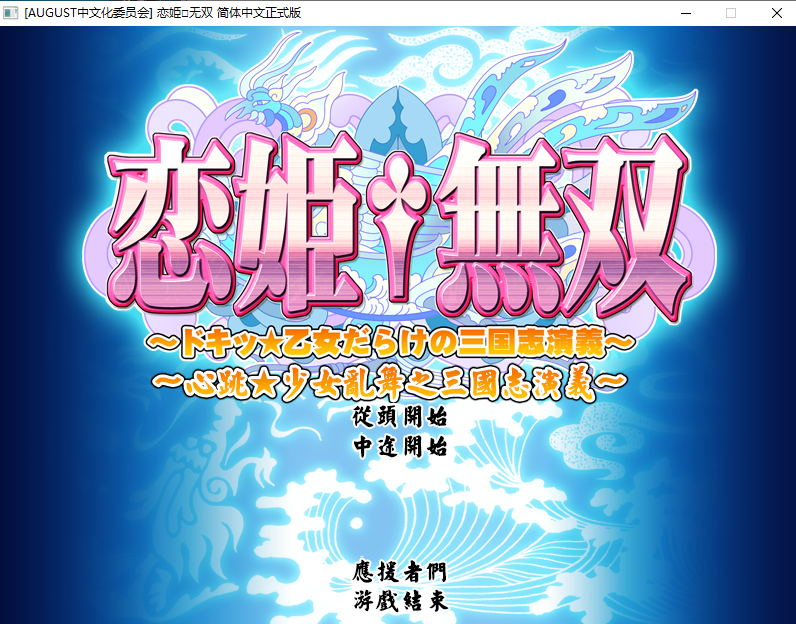 [AUGUST中文化委员会] 恋姬□无双 简体中文正式版
恋姫†無双
～ドキッ★乙女だらけの三国志演義～
～心跳★少女亂舞之三國志演義～
從頭開始
中途開始
應援者們
游戲結束